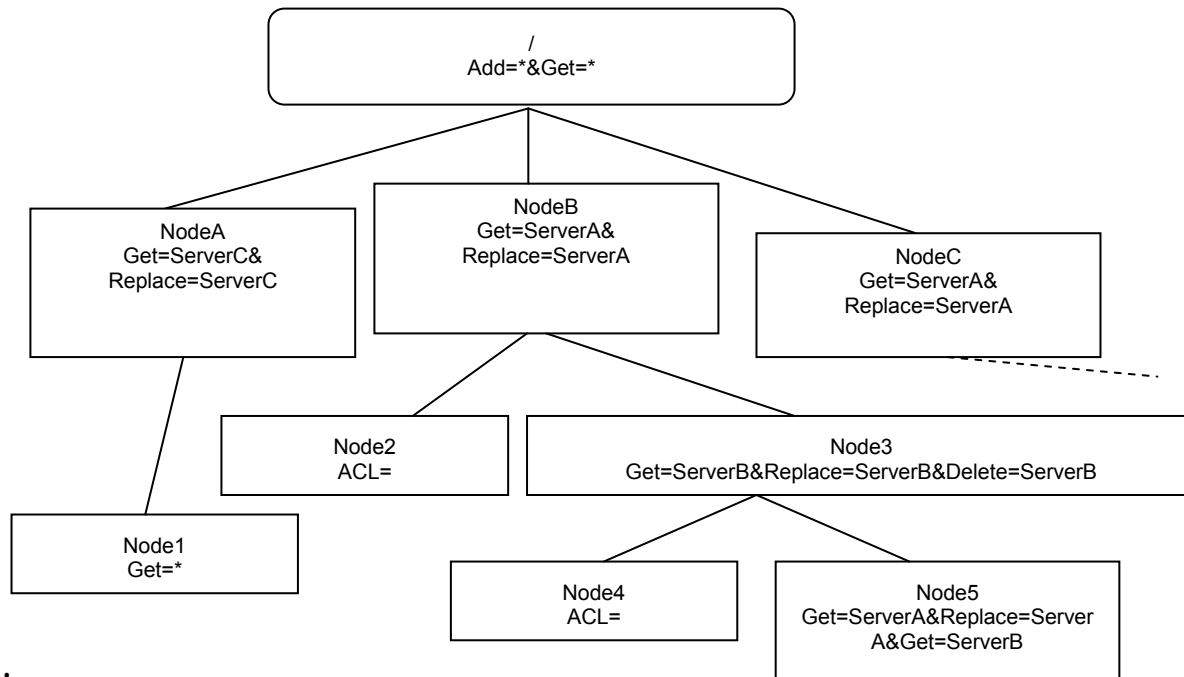 /
Add=*&Get=*
NodeA
Get=ServerC&
Replace=ServerC
NodeB
Get=ServerA&
Replace=ServerA
NodeC
Get=ServerA&
Replace=ServerA
Node2
ACL=
Node3
Get=ServerB&Replace=ServerB&Delete=ServerB
Node1
Get=*
Node4
ACL=
Node5
Get=ServerA&Replace=Server
A&Get=ServerB